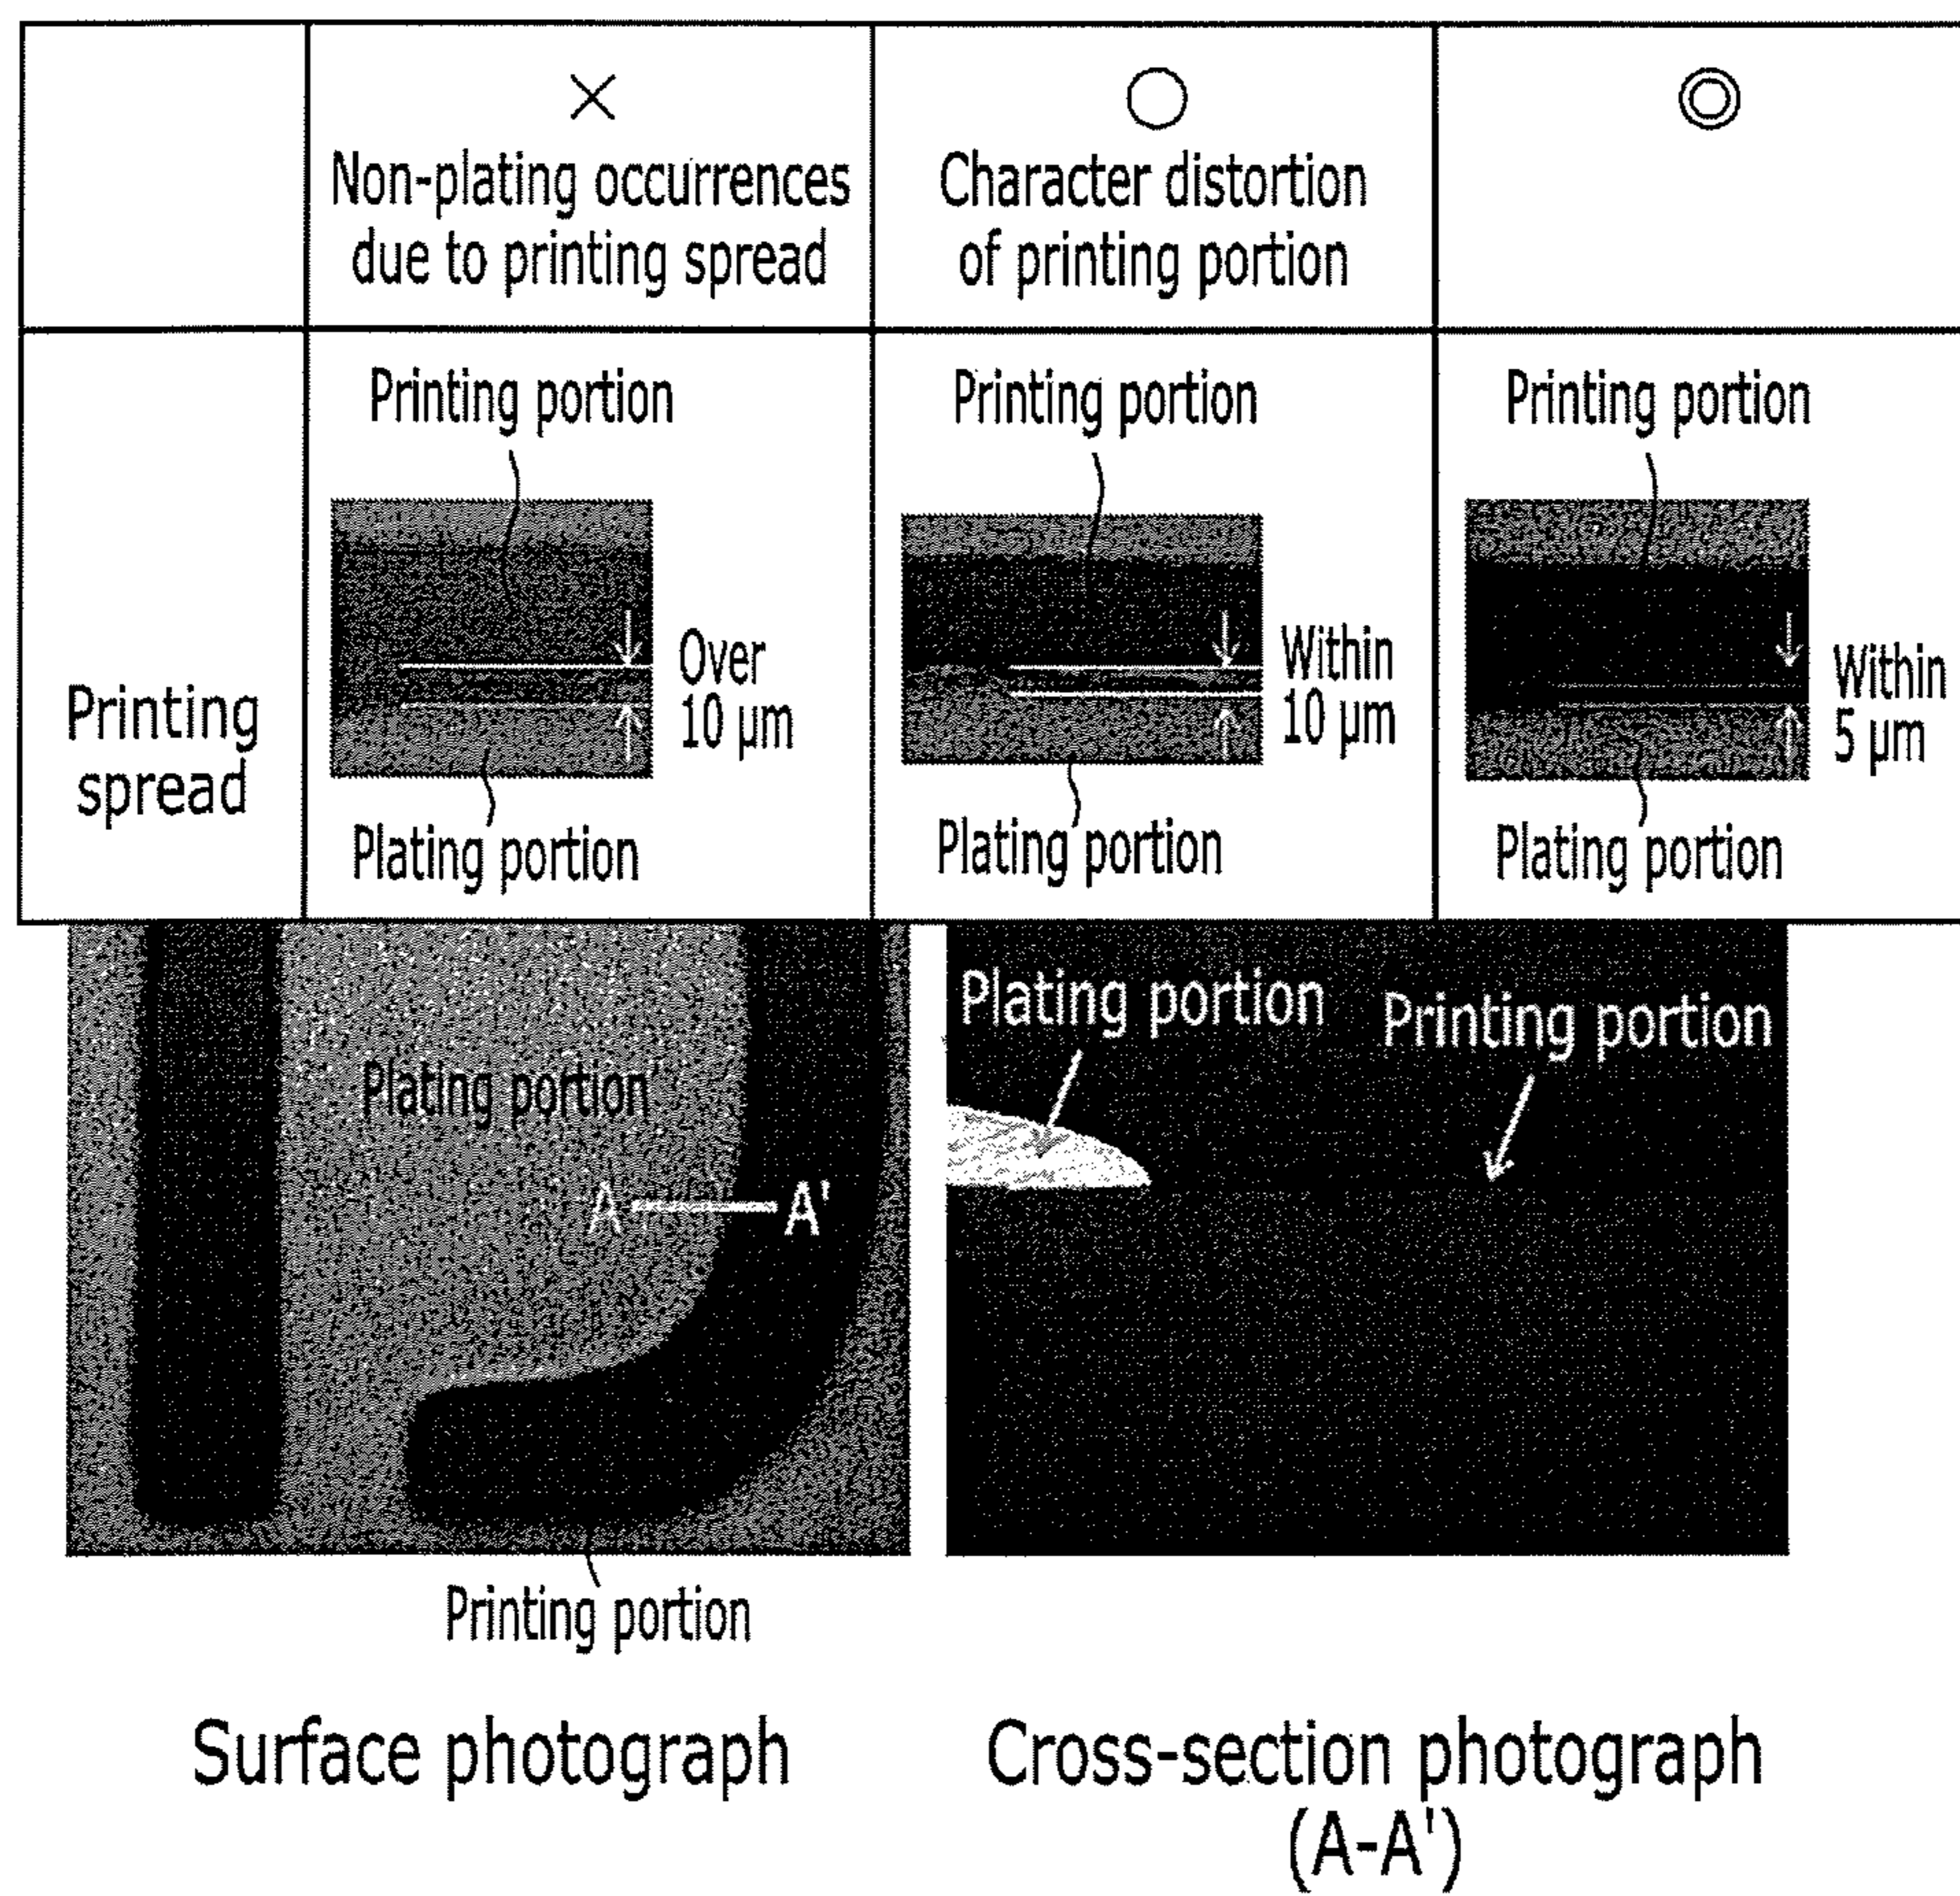 ×
Non-plating occurrences
due to printing spread
○
Character distortion
of printing portion
◎
Printing
spread
Printing portion
Over
10 μm
Plating portion
Printing portion
Within
10 μm
Plating portion
Printing portion
Within
5 μm
Plating portion
Plating portion
A
A'
Printing portion
Plating portion
Printing portion
Surface photograph
Cross-section photograph
(A-A')